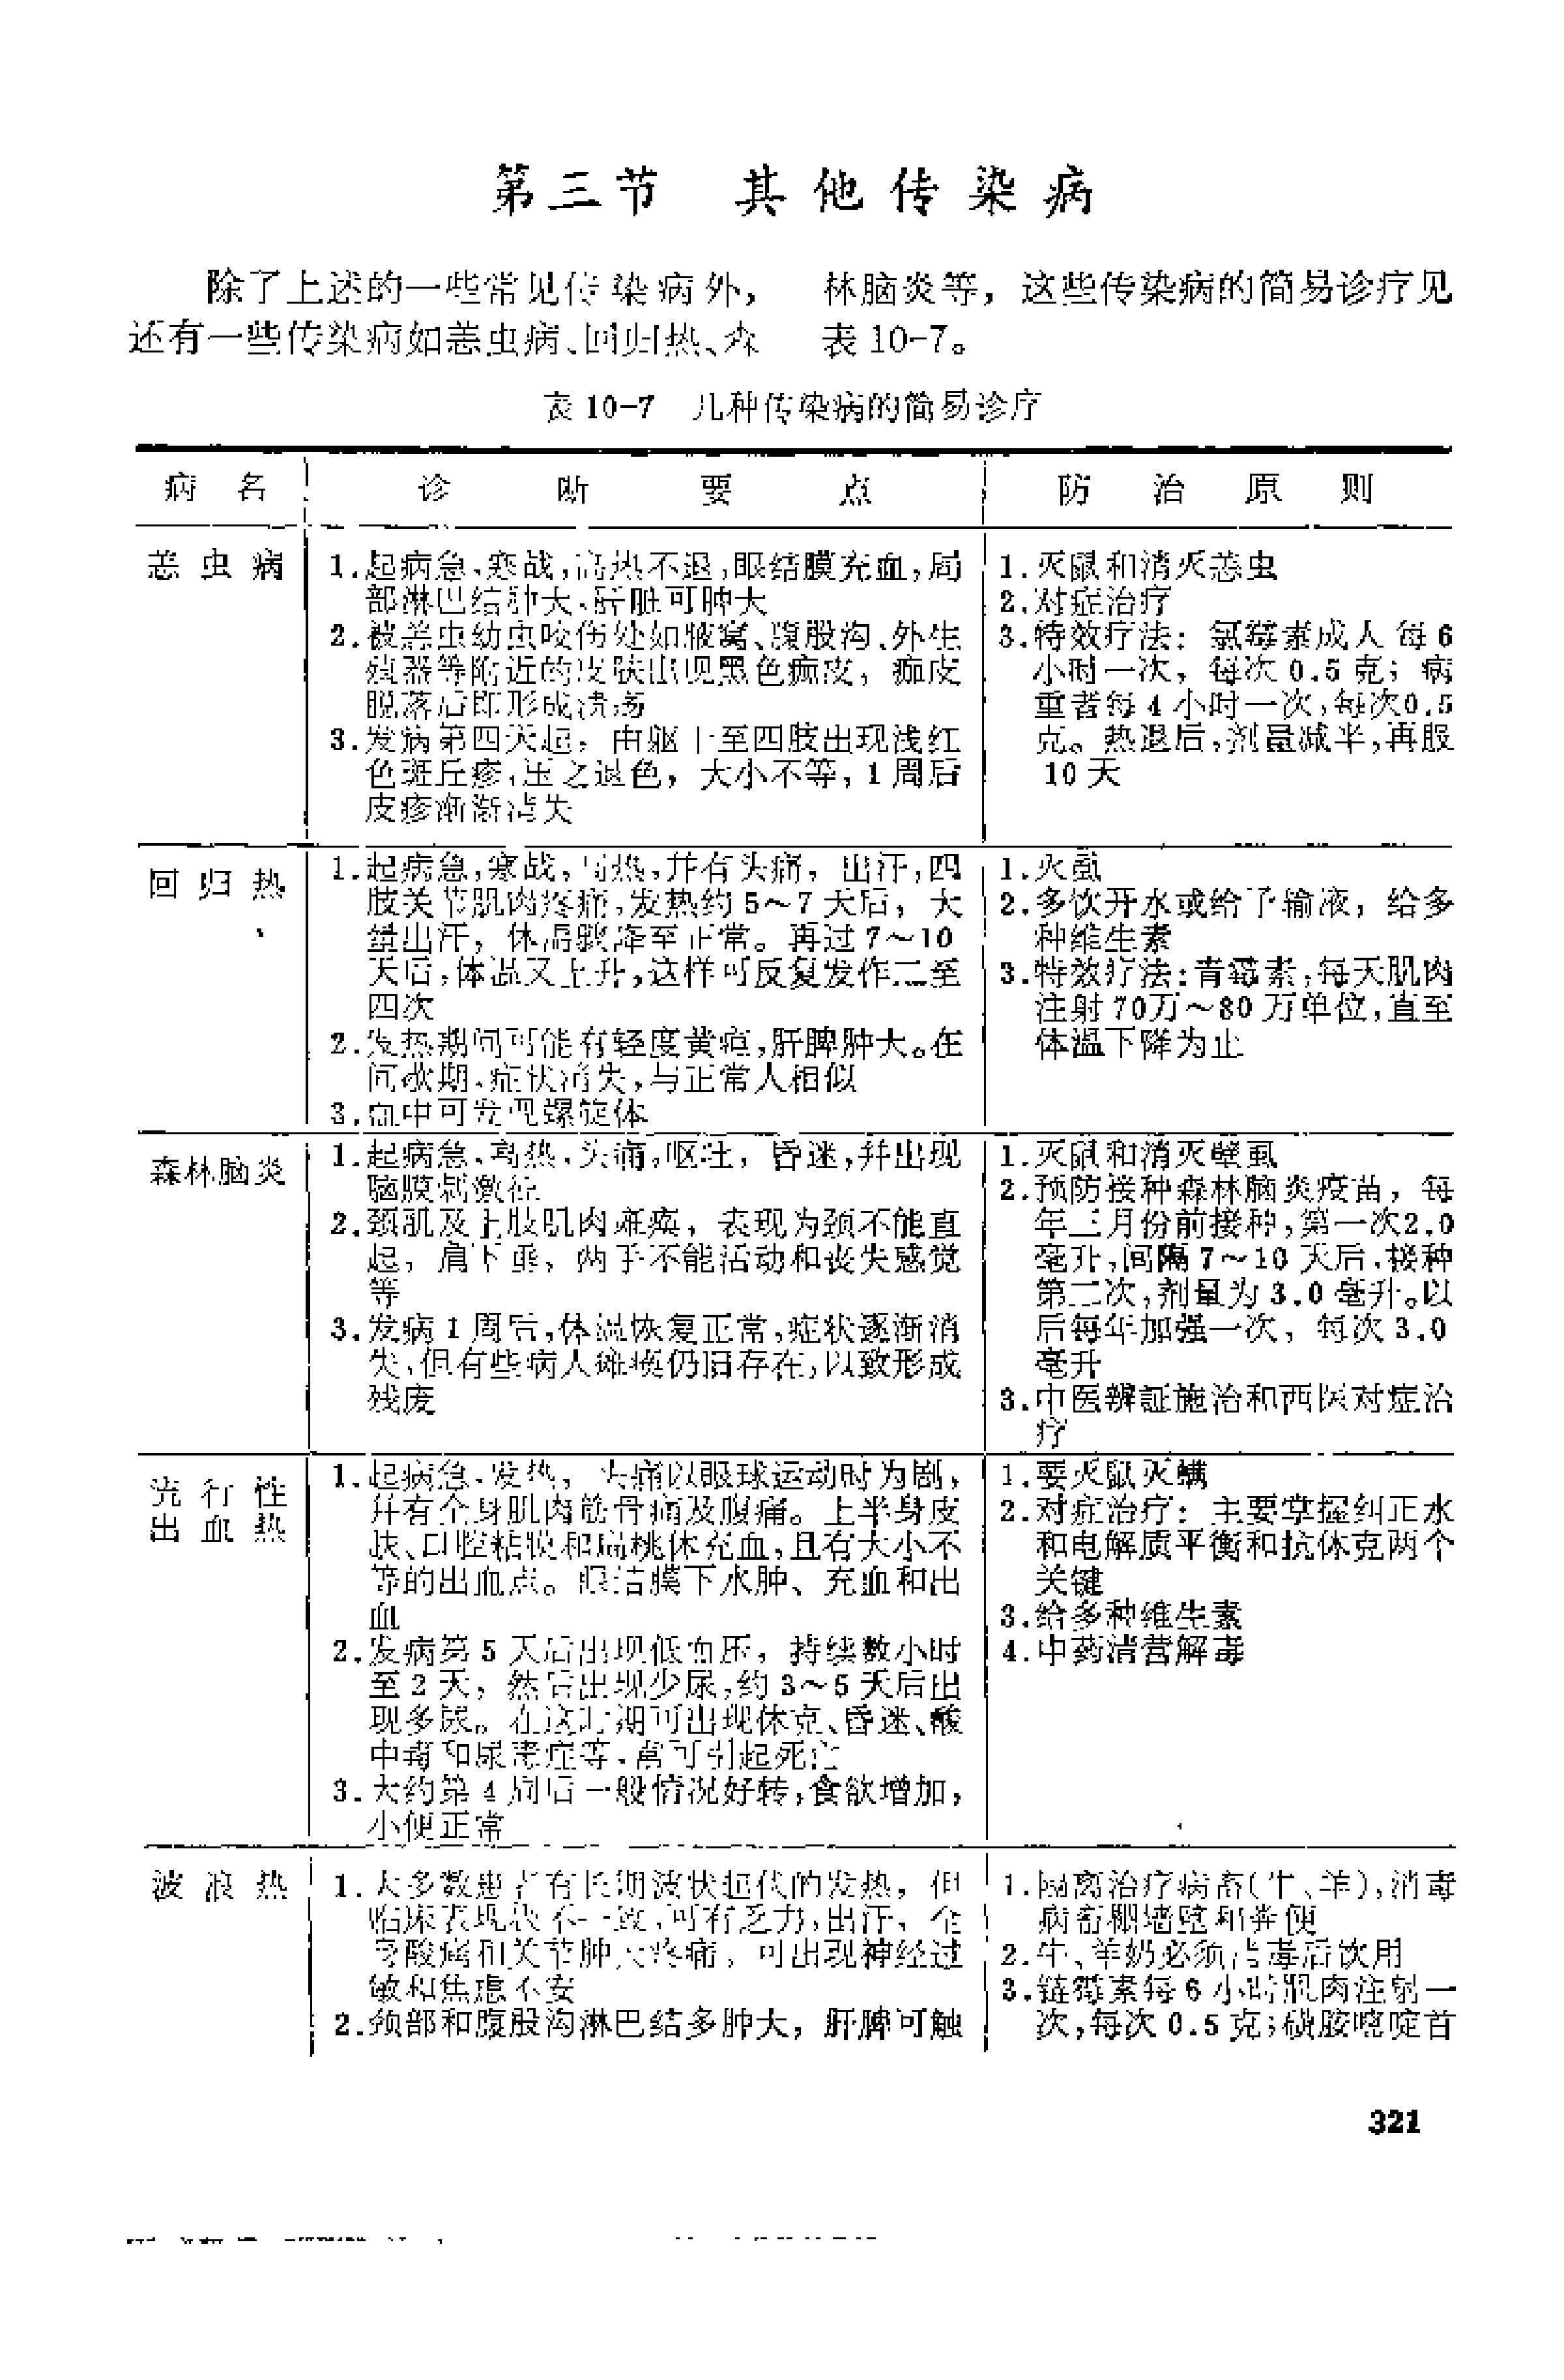 第三节 其他传染病
除了上述的一些常见传染病外，
还有一些传染病如恙虫病、回归热、森
林脑炎等，这些传染病的简易诊疗见
表10-7。
表10-7 几种传染病的简易诊疗
病名 诊断要点 防治原则
恙虫病
1.起病急，寒战，高热不退，眼结膜充血，局
部淋巴结肿大，肝脏可肿大
2.被恙虫幼虫咬伤处如腋窝、腹股沟、外生
殖器等附近的皮肤出现黑色痂皮，痂皮
脱落后即形成溃疡
3.发病第四天起，由躯干至四肢出现浅红
色斑丘疹，压之退色，大小不等，1周后
皮疹渐渐消失
1.灭鼠和消灭恙虫
2.对症治疗
3.特效疗法：氯霉素成人每6
小时一次，每次0.5克；病
重者每4小时一次，每次0.5
克。热退后，剂量减半，再服
10天
回归热
1.起病急，寒战，高热，并有头痛，出汗，四
肢关节肌肉疼痛，发热约5～7天后，大
量出汗，体温骤降至正常。再过7～10
天后，体温又上升，这样可反复发作二至
四次
2.发热期间可能有轻度黄疸，肝脾肿大。在
间歇期，症状消失，与正常人相似
3.血中可发现螺旋体
1.灭虱
2.多饮开水或给予输液，给多
种维生素
3.特效疗法：青霉素，每天肌肉
注射70万～80万单位，直至
体温下降为止
森林脑炎
1.起病急，高热，头痛，呕吐，昏迷，并出现
脑膜刺激征
2.颈肌及上肢肌肉瘫痪，表现为颈不能直
起，肩下垂，两手不能活动和丧失感觉
等
3.发病1周后，体温恢复正常，症状逐渐消
失，但有些病人瘫痪仍旧存在，以致形成
残废
1.灭鼠和消灭壁虱
2.预防接种森林脑炎疫苗，每
年三月份前接种，第一次2.0
毫升，间隔7～10天后，接种
第二次，剂量为3.0毫升。以
后每年加强一次，每次3.0
毫升
3.中医辨証施治和西医对症治
疗
流行性
出血热
1.起病急，发热，头痛以眼球运动时为剧，
并有全身肌肉筋骨痛及腹痛。上半身皮
肤、口腔粘膜和扁桃体充血，且有大小不
等的出血点。眼结膜下水肿、充血和出
血
2.发病第5天后出现低血压，持续数小时
至2天，然后出现少尿，约3～5天后出
现多尿。在这时期可出现休克、昏迷、酸
中毒和尿毒症等，常可引起死亡
3.大约第4周后一般情况好转，食欲增加，
小便正常
1.要灭鼠灭螨
2.对症治疗：主要掌握纠正水
和电解质平衡和抗休克两个
关键
3.给多种维生素
4.中药清营解毒
波浪热
1.大多数患者有长期波状起伏的发热，但
临床表现很不一致，可有乏力，出汗，全
身酸痛和关节肿大疼痛，可出现神经过
敏和焦虑不安
2.颈部和腹股沟淋巴结多肿大，肝脾可触
1.隔离治疗病畜(牛、羊)，消毒
病畜棚墙壁和粪便
2.牛、羊奶必须消毒后饮用
3.链霉素每6小时肌肉注射一
次，每次0.5克；磺胺嘧啶首
321